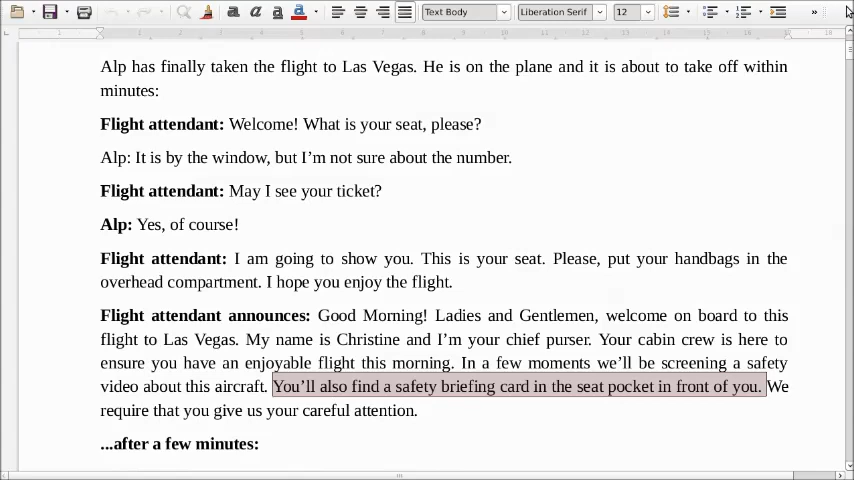 Text Body Liberation Serif 12 »
Alp has finally taken the flight to Las Vegas. He is on the plane and it is about to take off within
minutes:
Flight attendant: Welcome! What is your seat, please?
Alp: It is by the window, but I’m not sure about the number.
Flight attendant: May I see your ticket?
Alp: Yes, of course!
Flight attendant: I am going to show you. This is your seat. Please, put your handbags in the
overhead compartment. I hope you enjoy the flight.
Flight attendant announces: Good Morning! Ladies and Gentlemen, welcome on board to this
flight to Las Vegas. My name is Christine and I’m your chief purser. Your cabin crew is here to
ensure you have an enjoyable flight this morning. In a few moments we’ll be screening a safety
video about this aircraft. You’ll also find a safety briefing card in the seat pocket in front of you. We
require that you give us your careful attention.
...after a few minutes: